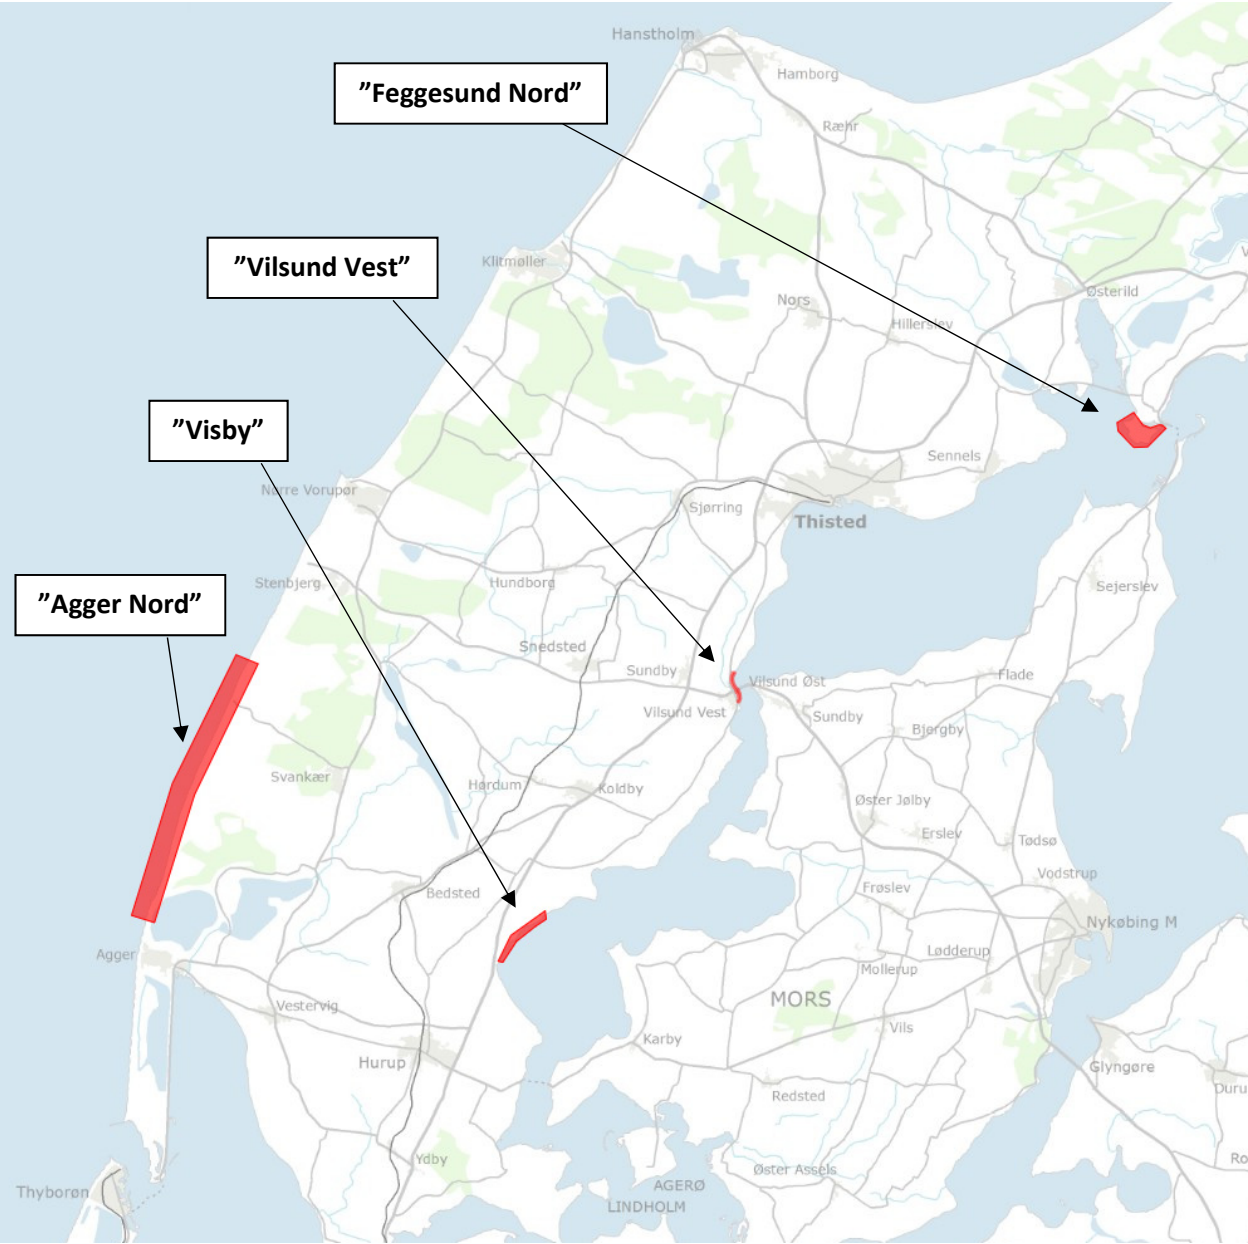 Hanstholm
Hamborg
"Feggesund Nord"
Ræhr
"Vilsund Vest"
Klitmøller
Nors
Østerild
Hillerslev
"Visby"
Sennels
Nørre Vorupør
Sjørring
Thisted
Stenbjerg
Hundborg
Sejerslev
"Agger Nord"
Snedsted
Sundby
Vilsund Øst
Flade
Vilsund Vest
Sundby
Bjergby
Svankær
Hørdum
Koldby
Øster Jølby
Erslev
Tødsø
Vodstrup
Bedsted
Frøslev
Nykøbing M
Agger
Lødderup
Mollerup
Vestervig
MORS
Vils
Karby
Hurup
Glyngøre
Redsted
Duru
Ydby
Øster Assels
Ro
AGERØ
Thyborøn
LINDHOLM